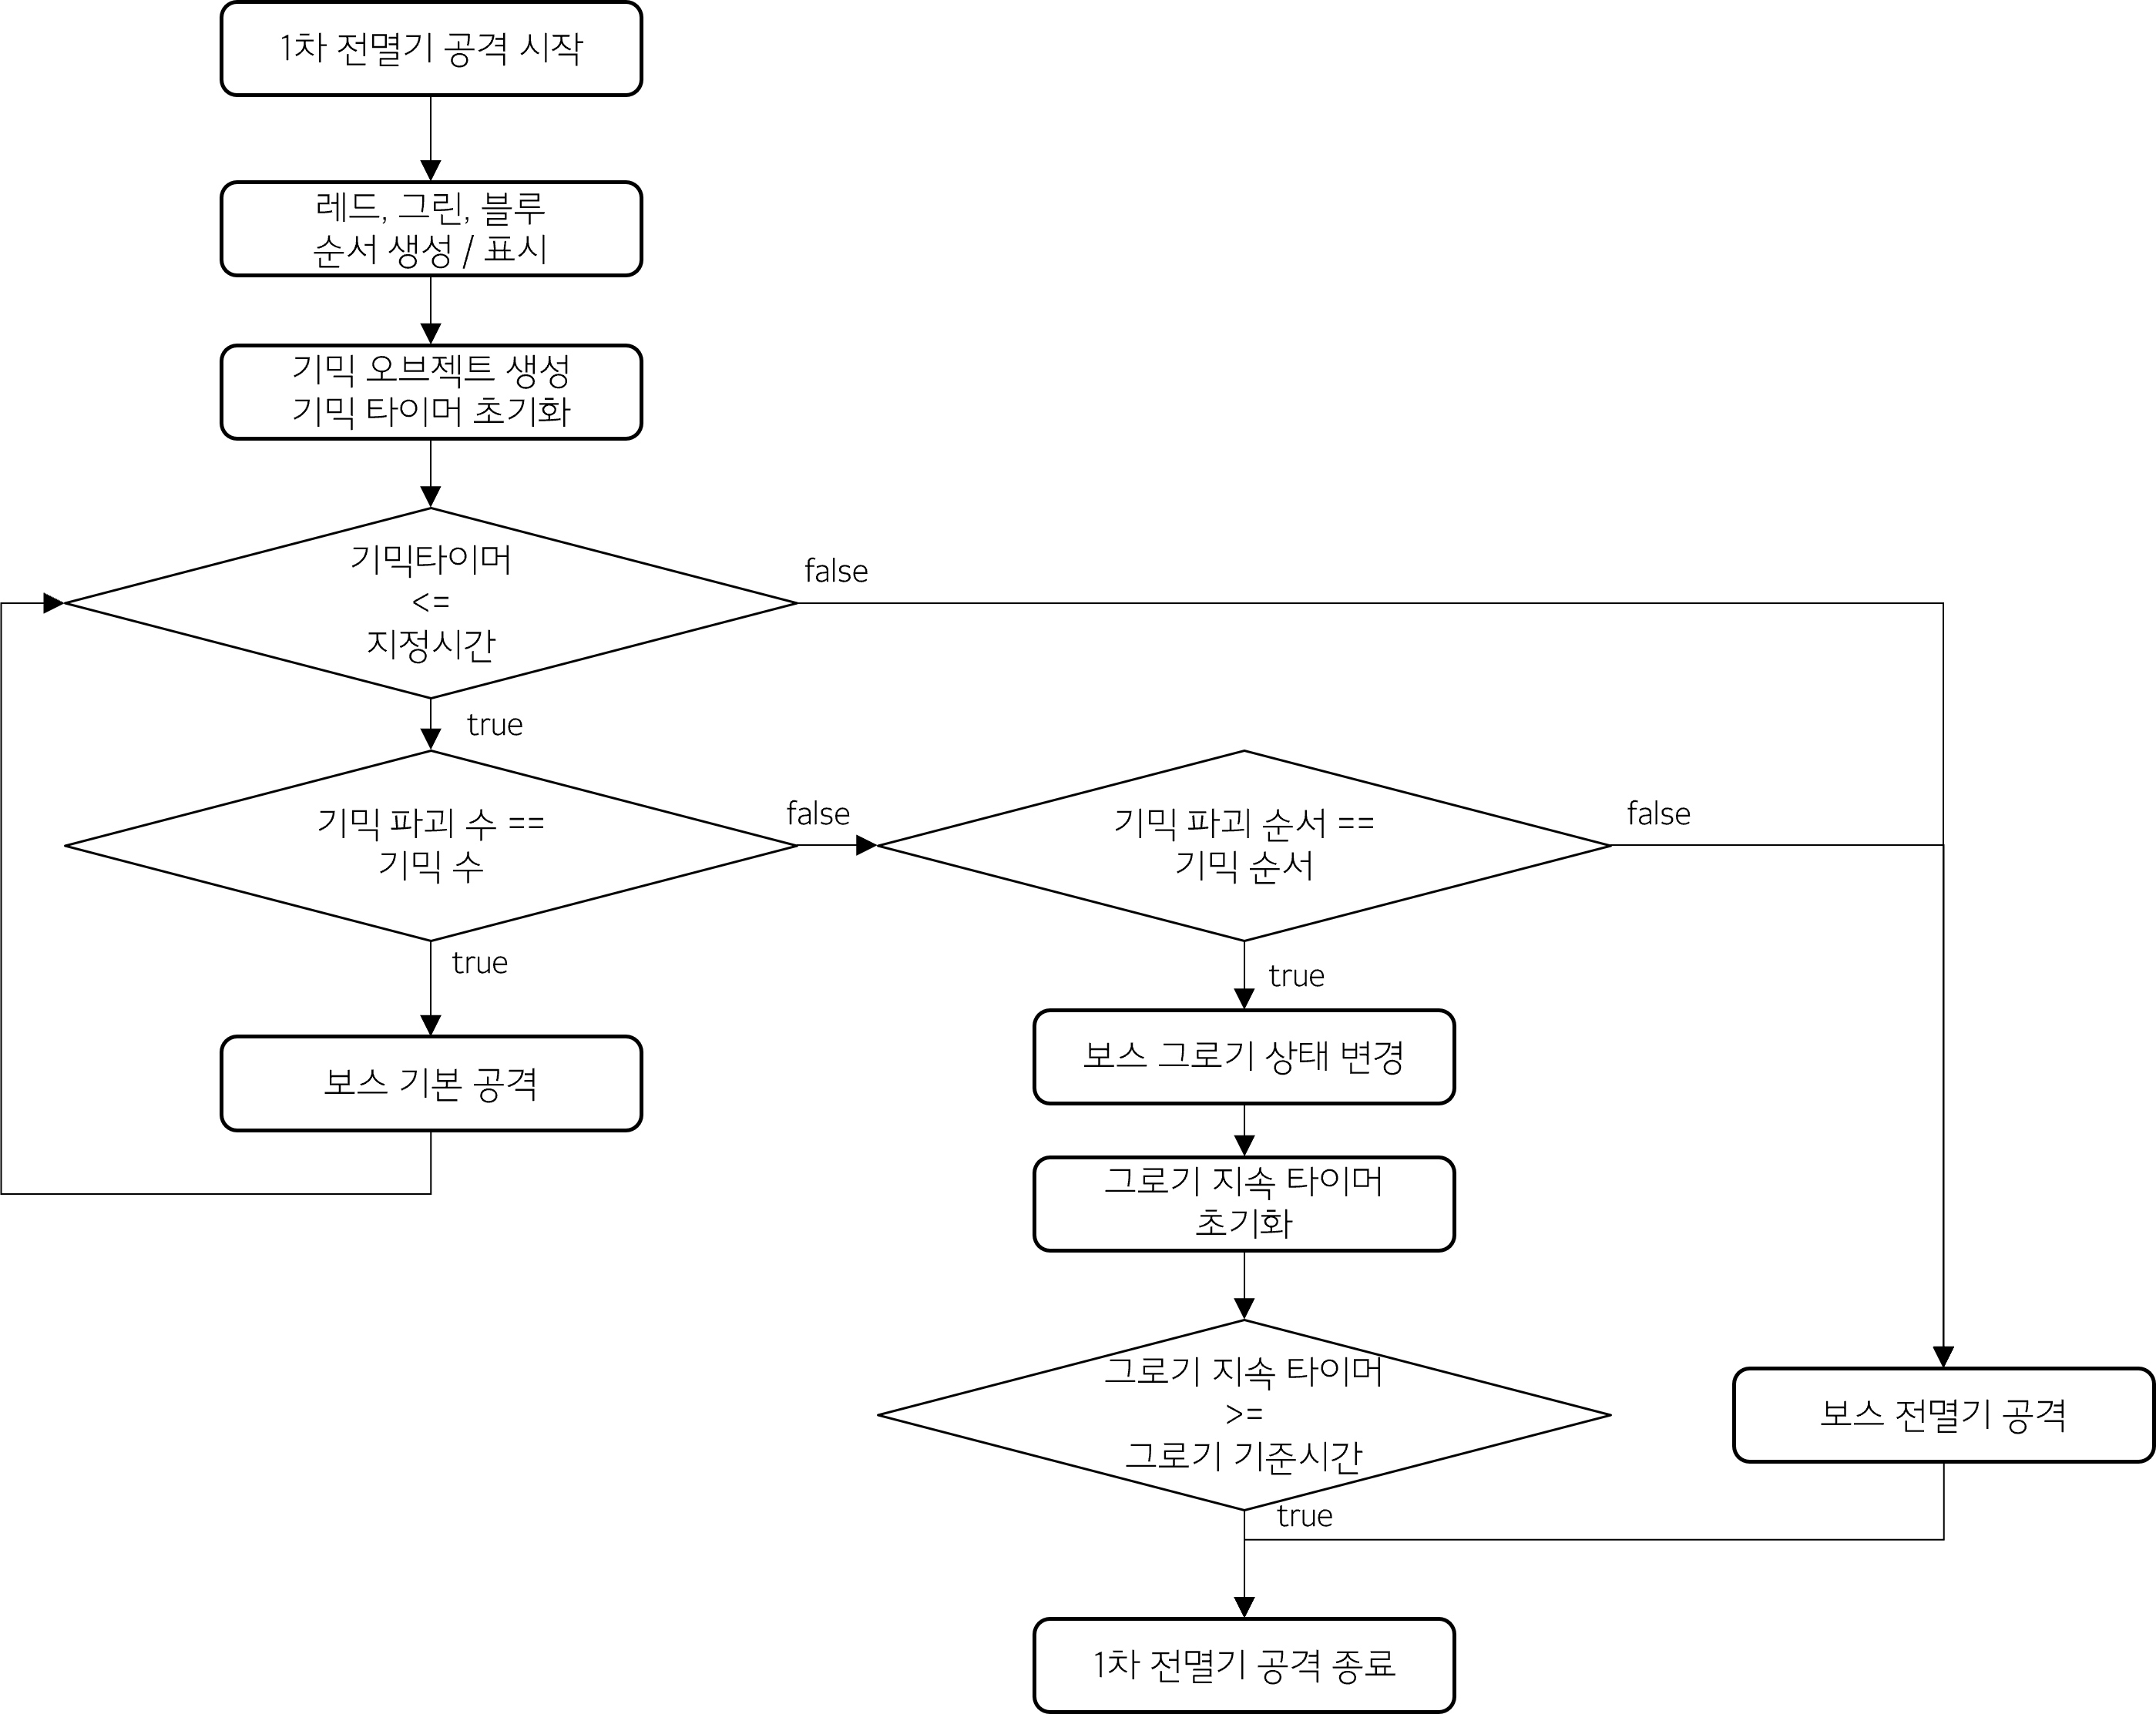 1차 전멸기 공격 시작
레드, 그린, 블루
순서 생성 / 표시
기믹 오브젝트 생성
기믹 타이머 초기화
기믹타이머
<=
지정시간
false
true
기믹 파괴 수 ==
기믹 수
false
기믹 파괴 순서 ==
기믹 순서
false
true
보스 기본 공격
true
보스 그로기 상태 변경
그로기 지속 타이머
초기화
그로기 지속 타이머
>=
그로기 기준시간
보스 전멸기 공격
true
1차 전멸기 공격 종료